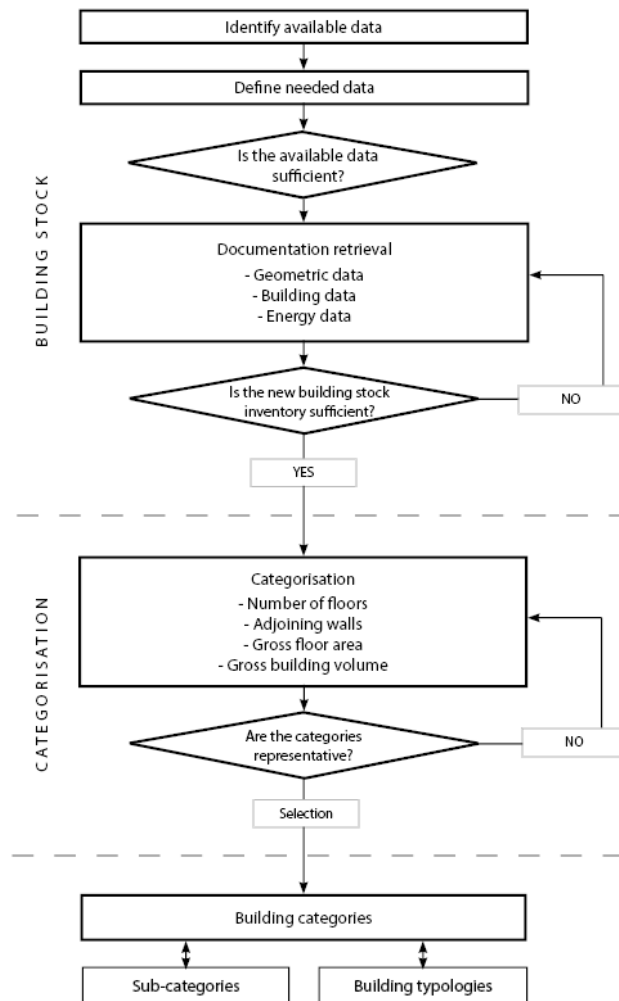 Identify available data
Define needed data
Is the available data
sufficient?
BUILDING STOCK
Documentation retrieval
- Geometric data
- Building data
- Energy data
Is the new building stock
inventory sufficient?
NO
YES
CATEGORISATION
Categorisation
- Number of floors
- Adjoining walls
- Gross floor area
- Gross building volume
Are the categories
representative?
NO
Selection
Building categories
Sub-categories
Building typologies